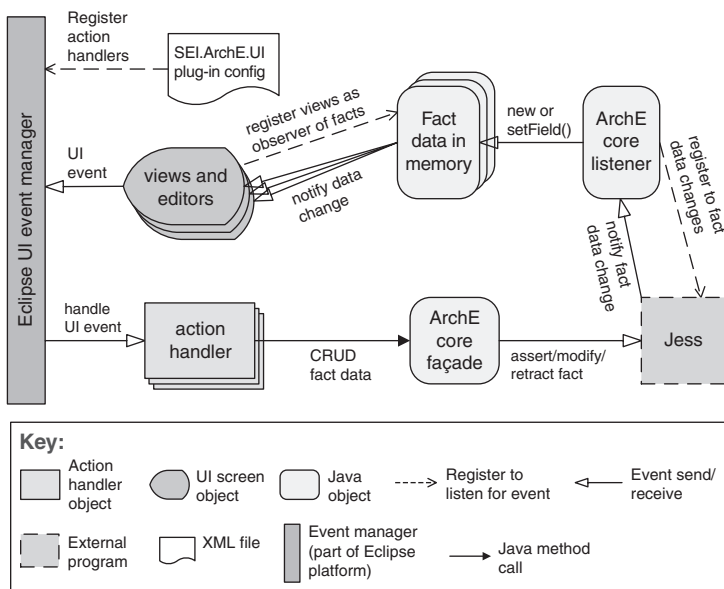 Register
action
handlers
SEI.ArchE.UI
plug-in config
Eclipse UI event manager
UI
event
views and
editors
register views as
observer of facts
notify data
change
Fact
data in
memory
new or
setField()
ArchE
core
listener
register to fact
data changes
notify fact
data change
handle
UI event
action
handler
CRUD
fact data
ArchE
core
façade
assert/modify/
retract fact
Jess
Key:
Action
handler
object
UI screen
object
Java
object
Register to
listen for event
Event send/
receive
External
program
XML file
Event manager
(part of Eclipse
platform)
Java method
call